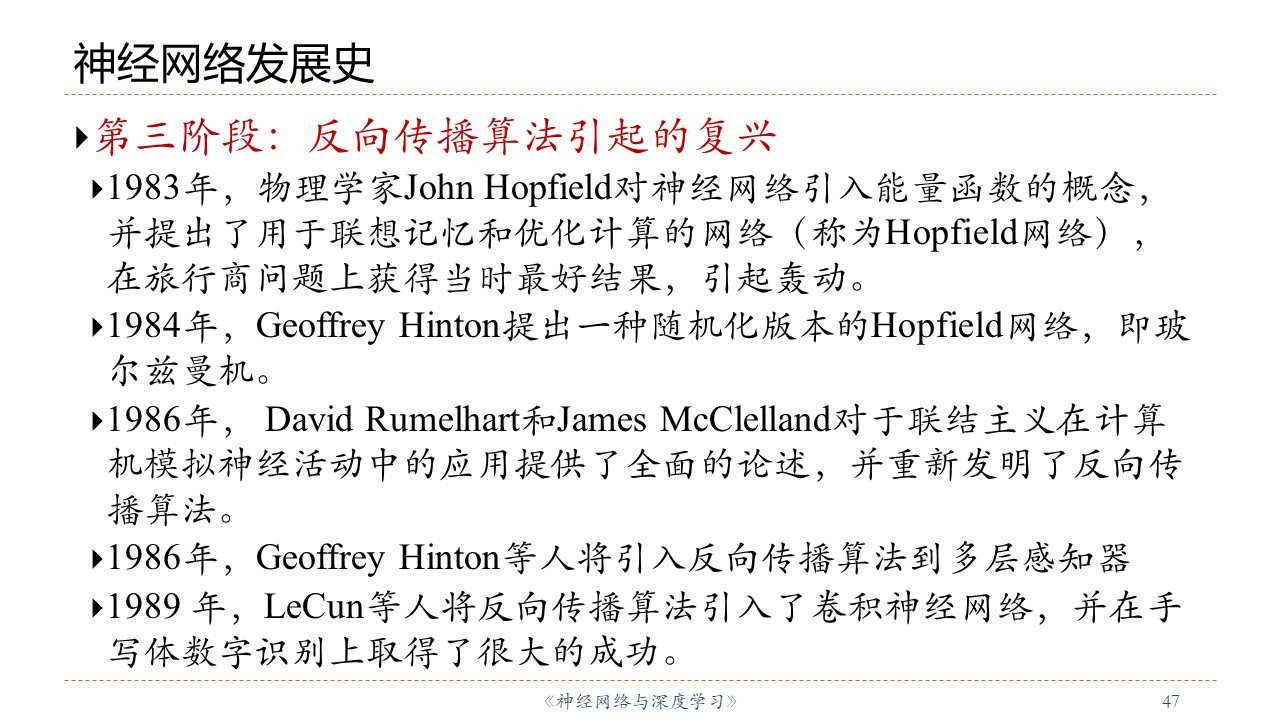 神经网络发展史
第三阶段：反向传播算法引起的复兴
1983年，物理学家John Hopfield对神经网络引入能量函数的概念，
并提出了用于联想记忆和优化计算的网络（称为Hopfield网络），
在旅行商问题上获得当时最好结果，引起轰动。
1984年，Geoffrey Hinton提出一种随机化版本的Hopfield网络，即玻
尔兹曼机。
1986年， David Rumelhart和James McClelland对于联结主义在计算
机模拟神经活动中的应用提供了全面的论述，并重新发明了反向传
播算法。
1986年，Geoffrey Hinton等人将引入反向传播算法到多层感知器
1989 年，LeCun等人将反向传播算法引入了卷积神经网络，并在手
写体数字识别上取得了很大的成功。
《神经网络与深度学习》
47